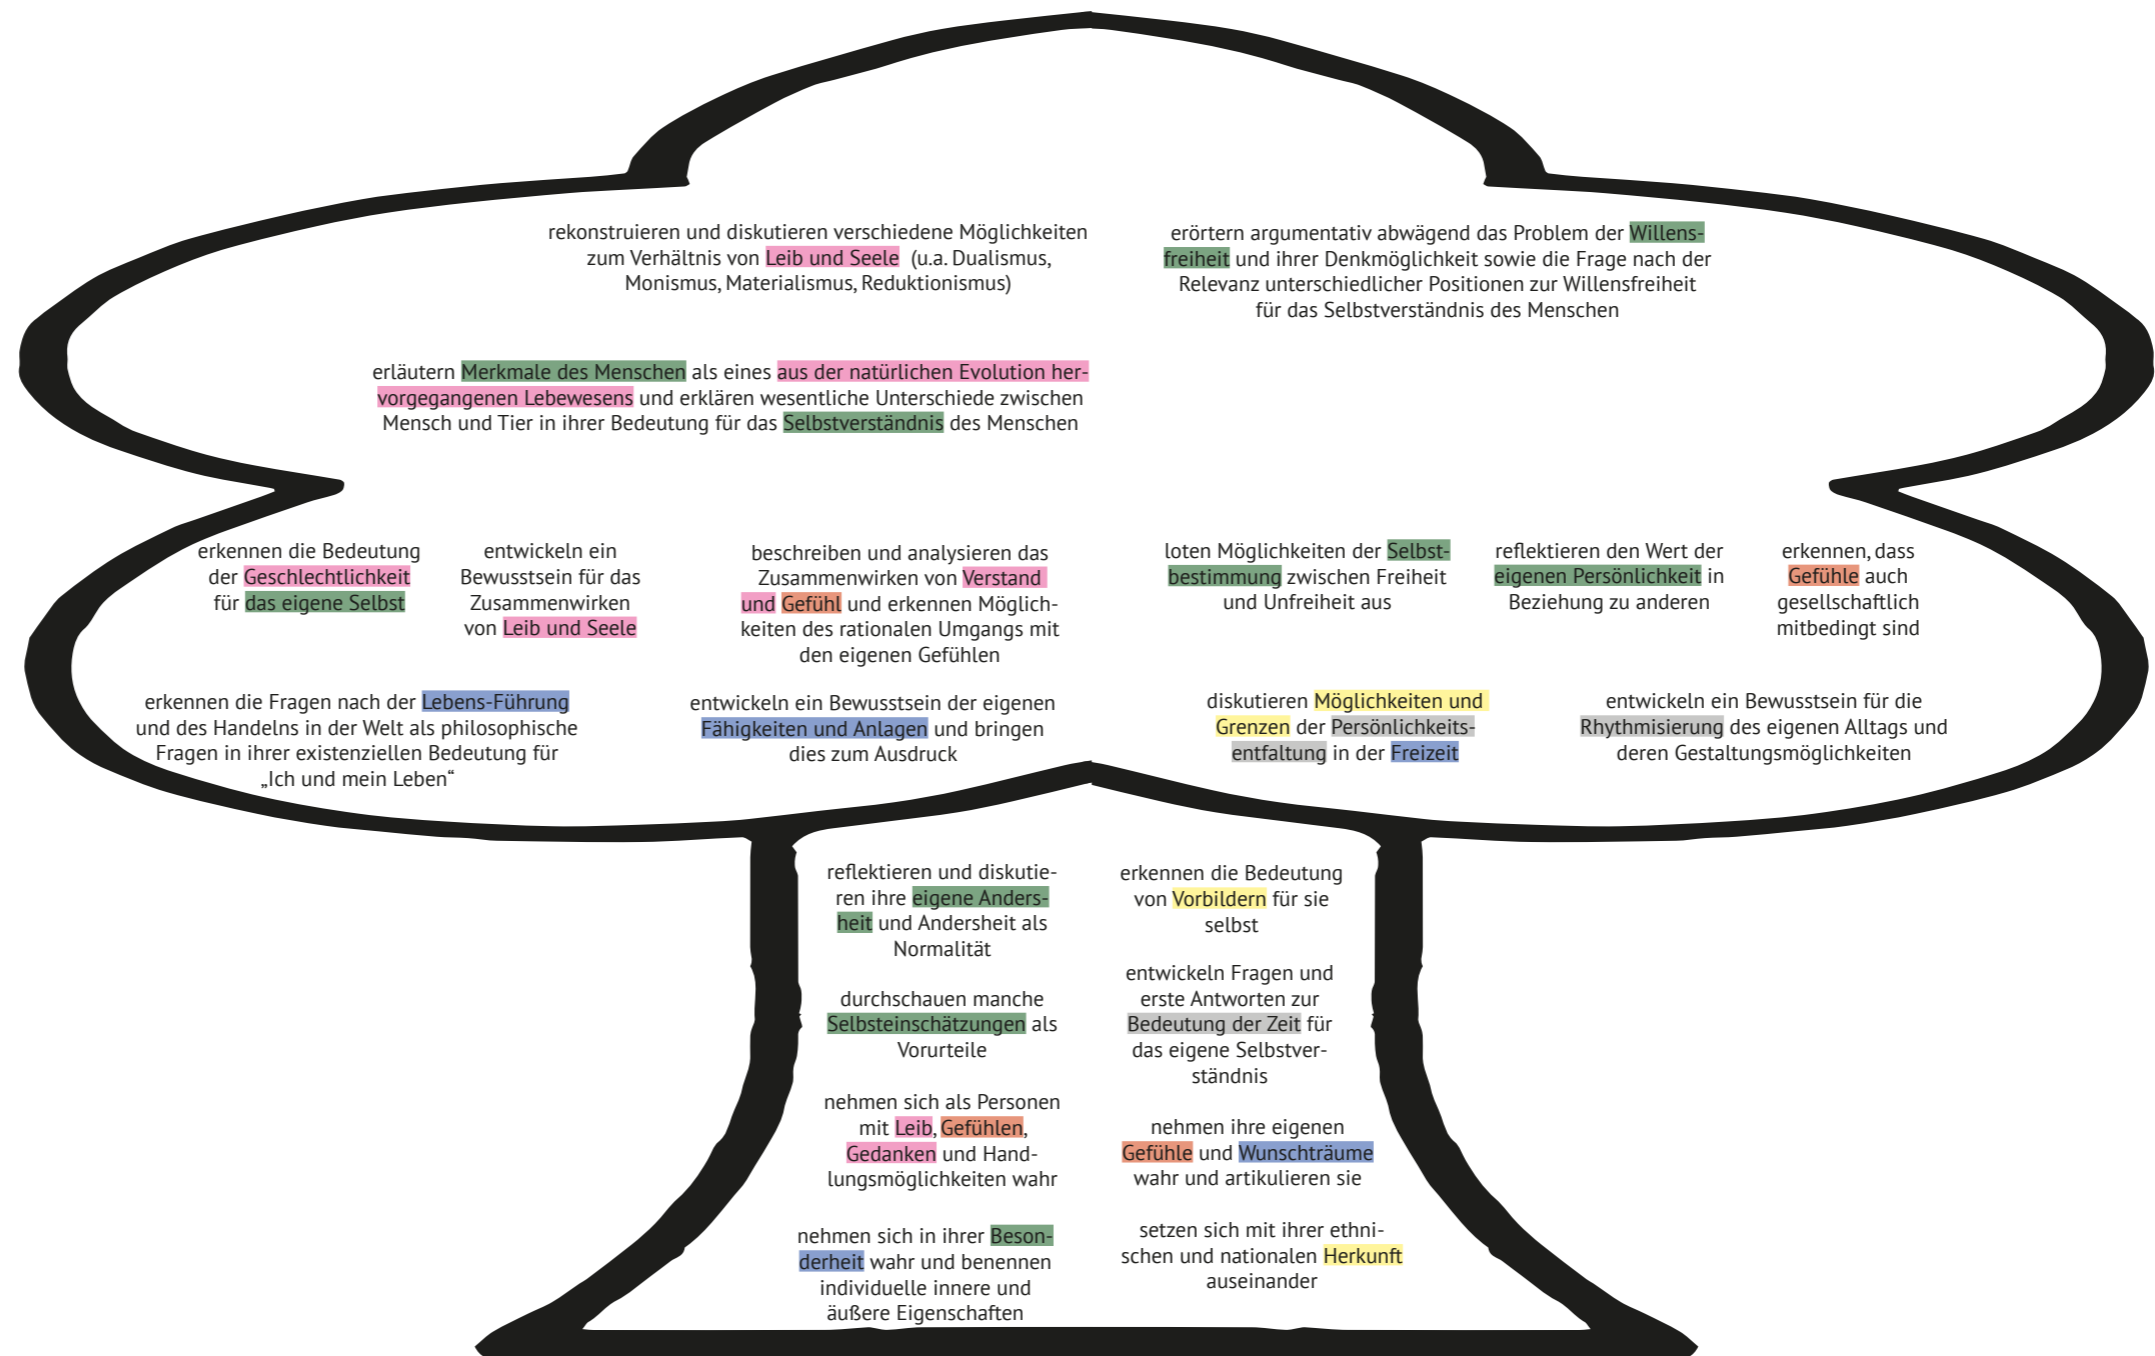 rekonstruieren und diskutieren verschiedene Möglichkeiten
zum Verhältnis von Leib und Seele (u.a. Dualismus,
Monismus, Materialismus, Reduktionismus)
erörtern argumentativ abwägend das Problem der Willens-
freiheit und ihrer Denkmöglichkeit sowie die Frage nach der
Relevanz unterschiedlicher Positionen zur Willensfreiheit
für das Selbstverständnis des Menschen
erläutern Merkmale des Menschen als eines aus der natürlichen Evolution her-
vorgegangenen Lebewesens und erklären wesentliche Unterschiede zwischen
Mensch und Tier in ihrer Bedeutung für das Selbstverständnis des Menschen
erkennen die Bedeutung
der Geschlechtlichkeit
für das eigene Selbst
entwickeln ein
Bewusstsein für das
Zusammenwirken
von Leib und Seele
beschreiben und analysieren das
Zusammenwirken von Verstand
und Gefühl und erkennen Möglich-
keiten des rationalen Umgangs mit
den eigenen Gefühlen
loten Möglichkeiten der Selbst-
bestimmung zwischen Freiheit
und Unfreiheit aus
reflektieren den Wert der
eigenen Persönlichkeit in
Beziehung zu anderen
erkennen, dass
Gefühle auch
gesellschaftlich
mitbedingt sind
erkennen die Fragen nach der Lebens-Führung
und des Handelns in der Welt als philosophische
Fragen in ihrer existenziellen Bedeutung für
„Ich und mein Leben“
entwickeln ein Bewusstsein der eigenen
Fähigkeiten und Anlagen und bringen
dies zum Ausdruck
diskutieren Möglichkeiten und
Grenzen der Persönlichkeits-
entfaltung in der Freizeit
entwickeln ein Bewusstsein für die
Rhythmisierung des eigenen Alltags und
deren Gestaltungsmöglichkeiten
reflektieren und diskutie-
ren ihre eigene Anders-
heit und Andersheit als
Normalität
erkennen die Bedeutung
von Vorbildern für sie
selbst
durchschauen manche
Selbsteinschätzungen als
Vorurteile
entwickeln Fragen und
erste Antworten zur
Bedeutung der Zeit für
das eigene Selbstver-
ständnis
nehmen sich als Personen
mit Leib, Gefühlen,
Gedanken und Hand-
lungsmöglichkeiten wahr
nehmen ihre eigenen
Gefühle und Wunschträume
wahr und artikulieren sie
nehmen sich in ihrer Beson-
derheit wahr und benennen
individuelle innere und
äußere Eigenschaften
setzen sich mit ihrer ethni-
schen und nationalen Herkunft
auseinander